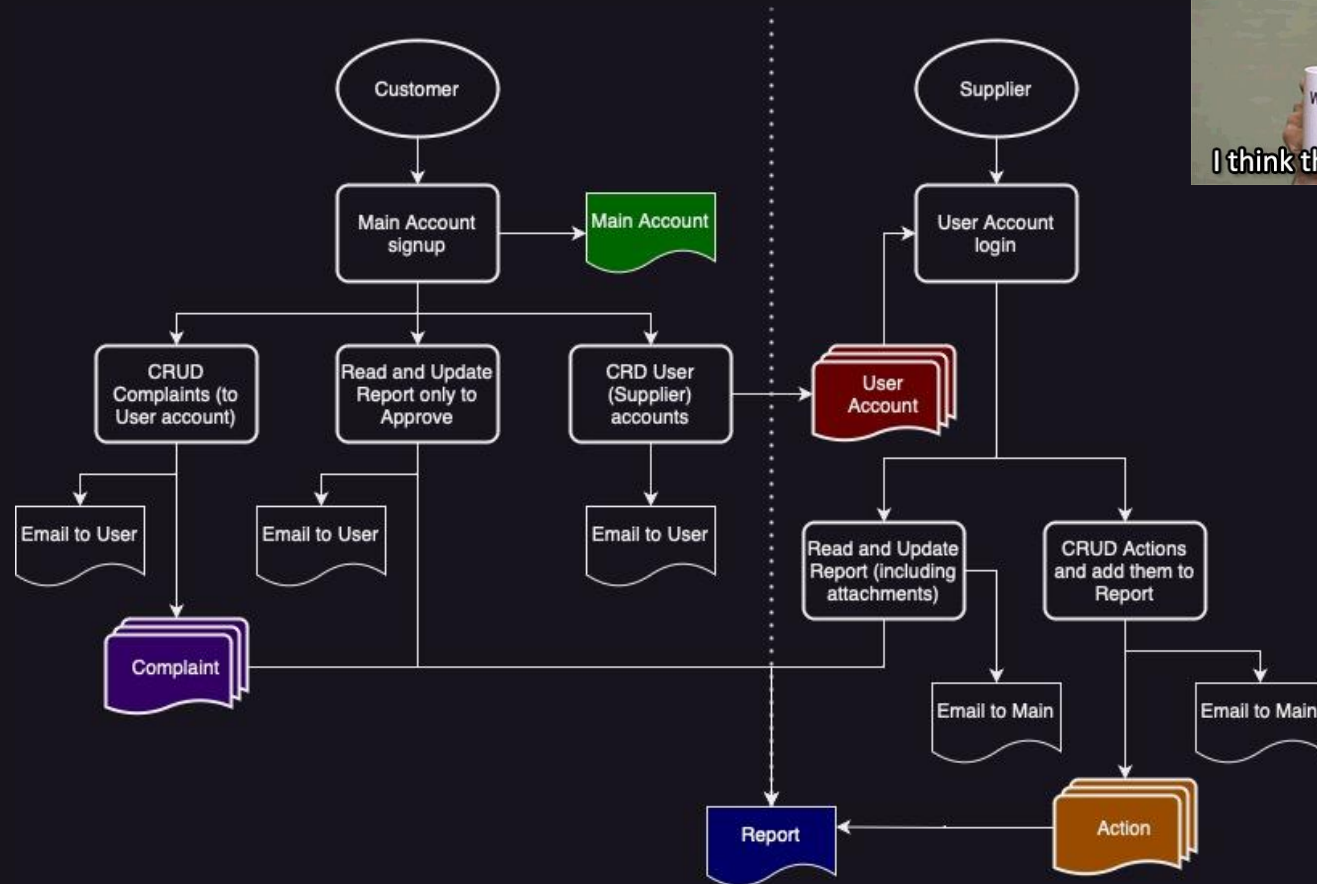 Customer
Supplier
I think
Main Account
signup
Main Account
User Account
login
CRUD
Complaints (to
User account)
Read and Update
Report only to
Approve
CRD User
(Supplier)
accounts
User
Account
Email to User
Email to User
Email to User
Read and Update
Report (including
attachments)
CRUD Actions
and add them to
Report
Complaint
Email to Main
Email to Main
Report
Action